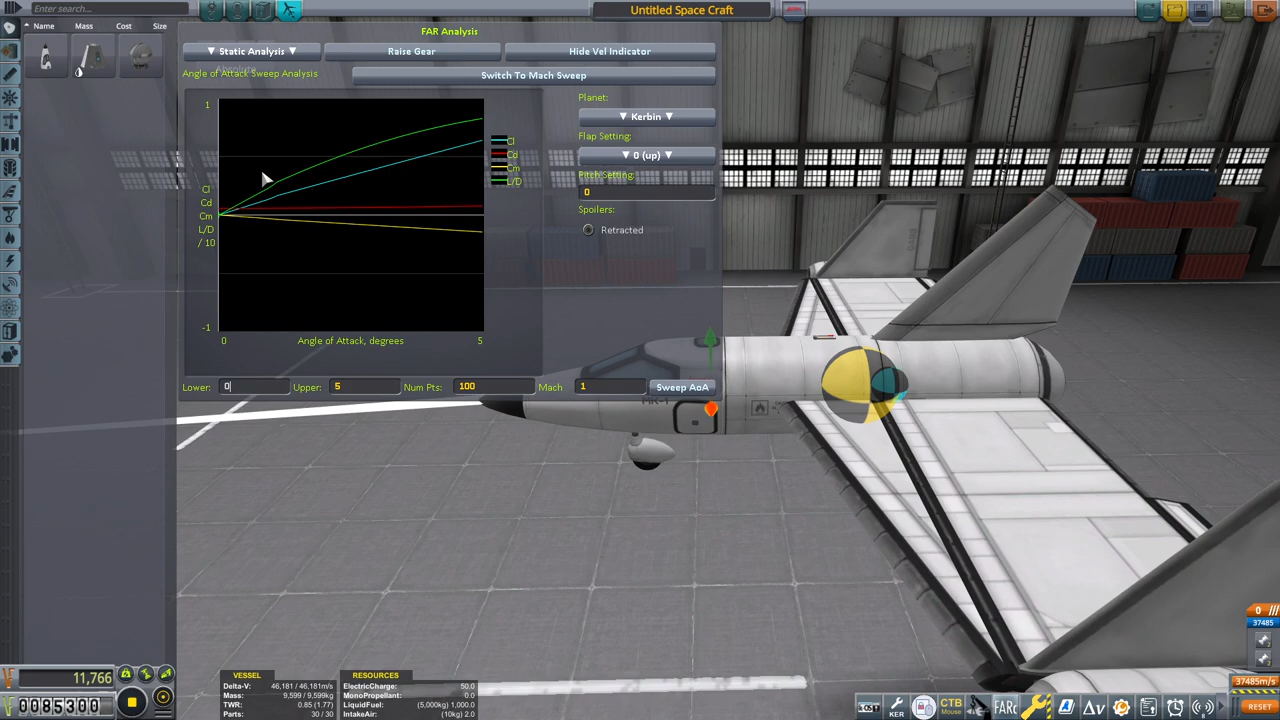 Enter search...
Untitled Space Craft
Name Mass Cost Size
FAR Analysis
▼ Static Analysis ▼ Raise Gear Hide Vel Indicator
Angle of Attack Sweep Analysis Switch To Mach Sweep
Planet:
▼ Kerbin ▼
Flap Setting:
▼ 0 (up) ▼
Pitch Setting:
0
Spoilers:
Retracted
1
Cl
Cd
Cm
L/D
/ 10
-1
0 Angle of Attack, degrees 5
Cl
Cd
Cm
L/D
Lower: 0 Upper: 5 Num Pts: 100 Mach 1 Sweep AoA
11,766
0085300
VESSEL
Delta-V: 46,181 / 46,181m/s
Mass: 9,599 / 9,599kg
TWR: 0.85 (1.77)
Parts: 30 / 30
RESOURCES
ElectricCharge: 50.0
MonoPropellant: 0.0
LiquidFuel: (5,000kg) 1,000.0
IntakeAir: (10kg) 2.0
0
37485
37485m/s
KER
CTB
Mouse
FARc
Δv
RESET